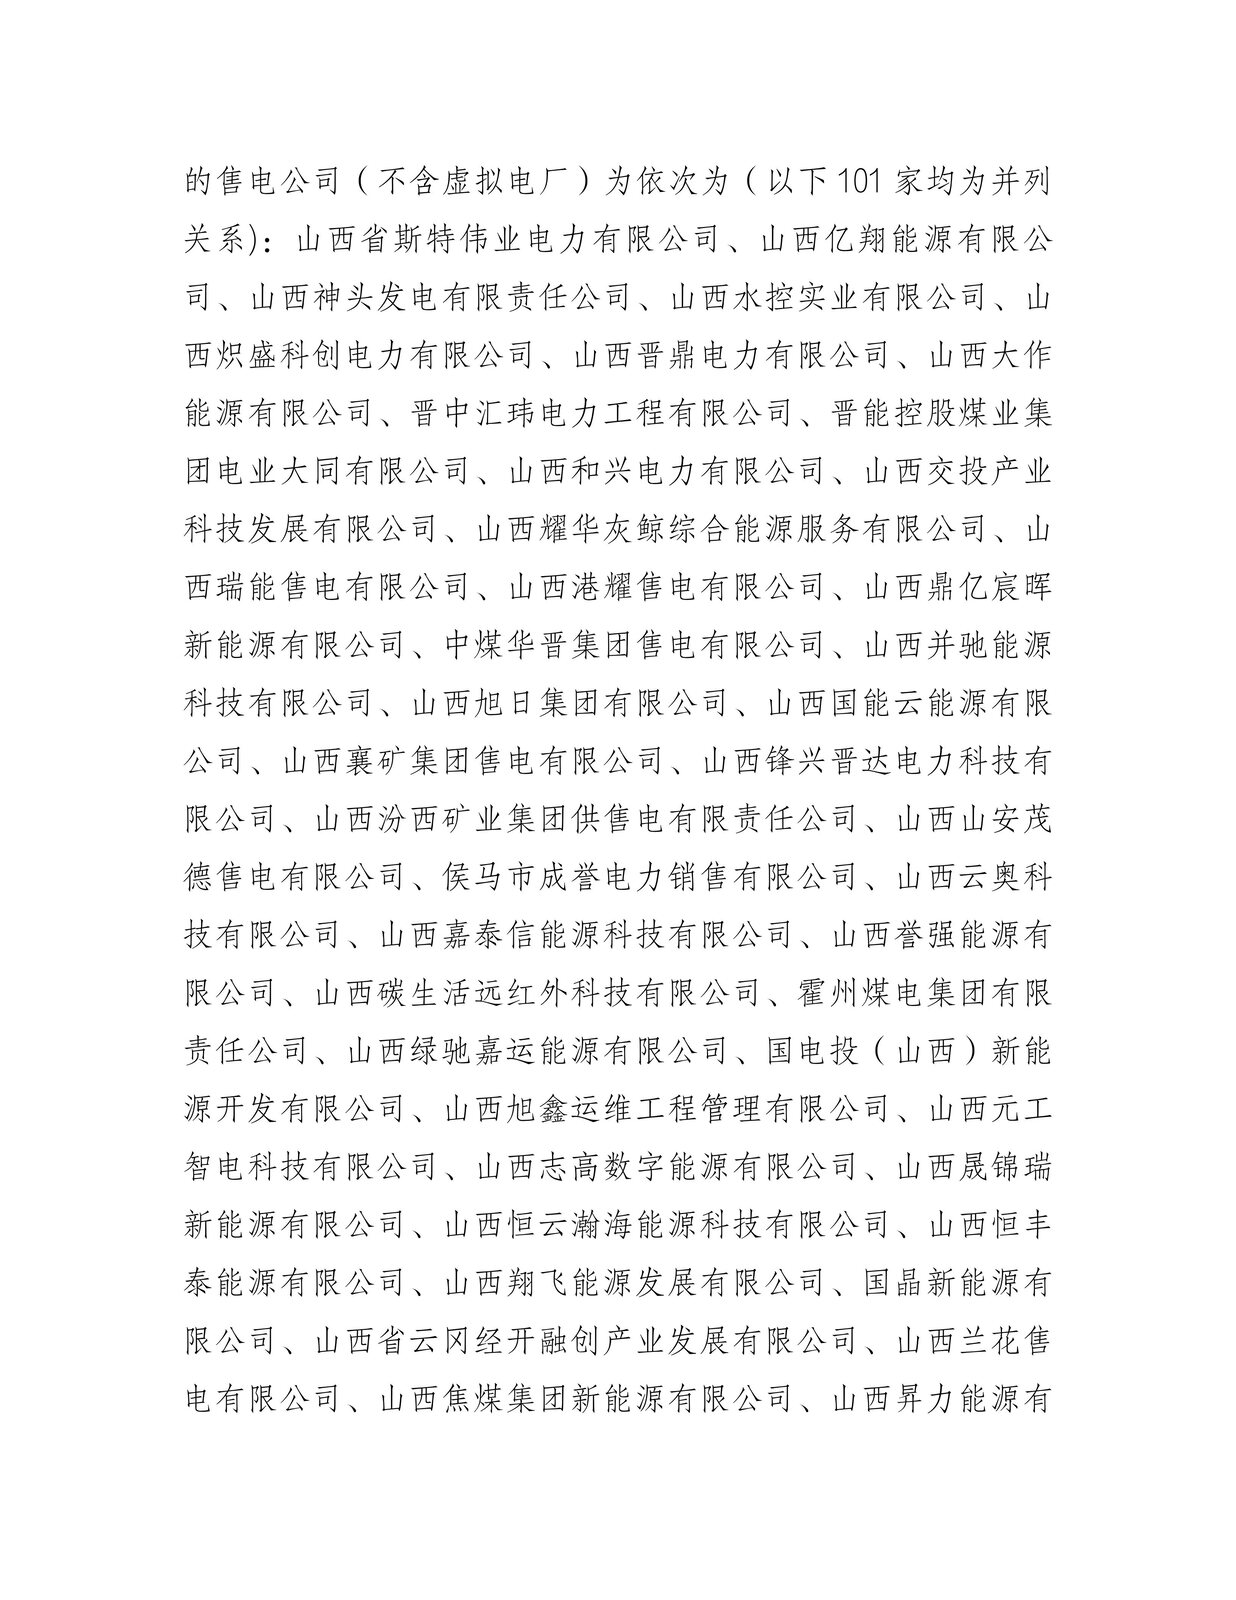 的售电公司（不含虚拟电厂）为依次为（以下 101 家均为并列
关系）：山西省斯特伟业电力有限公司、山西亿翔能源有限公
司、山西神头发电有限责任公司、山西水控实业有限公司、山
西炽盛科创电力有限公司、山西晋鼎电力有限公司、山西大作
能源有限公司、晋中汇玮电力工程有限公司、晋能控股煤业集
团电业大同有限公司、山西和兴电力有限公司、山西交投产业
科技发展有限公司、山西耀华灰鲸综合能源服务有限公司、山
西瑞能售电有限公司、山西港耀售电有限公司、山西鼎亿宸晖
新能源有限公司、中煤华晋集团售电有限公司、山西并驰能源
科技有限公司、山西旭日集团有限公司、山西国能云能源有限
公司、山西襄矿集团售电有限公司、山西锋兴晋达电力科技有
限公司、山西汾西矿业集团供售电有限责任公司、山西山安茂
德售电有限公司、侯马市成誉电力销售有限公司、山西云奥科
技有限公司、山西嘉泰信能源科技有限公司、山西誉强能源有
限公司、山西碳生活远红外科技有限公司、霍州煤电集团有限
责任公司、山西绿驰嘉运能源有限公司、国电投（山西）新能
源开发有限公司、山西旭鑫运维工程管理有限公司、山西元工
智电科技有限公司、山西志高数字能源有限公司、山西晟锦瑞
新能源有限公司、山西恒云瀚海能源科技有限公司、山西恒丰
泰能源有限公司、山西翔飞能源发展有限公司、国晶新能源有
限公司、山西省云冈经开融创产业发展有限公司、山西兰花售
电有限公司、山西焦煤集团新能源有限公司、山西昇力能源有